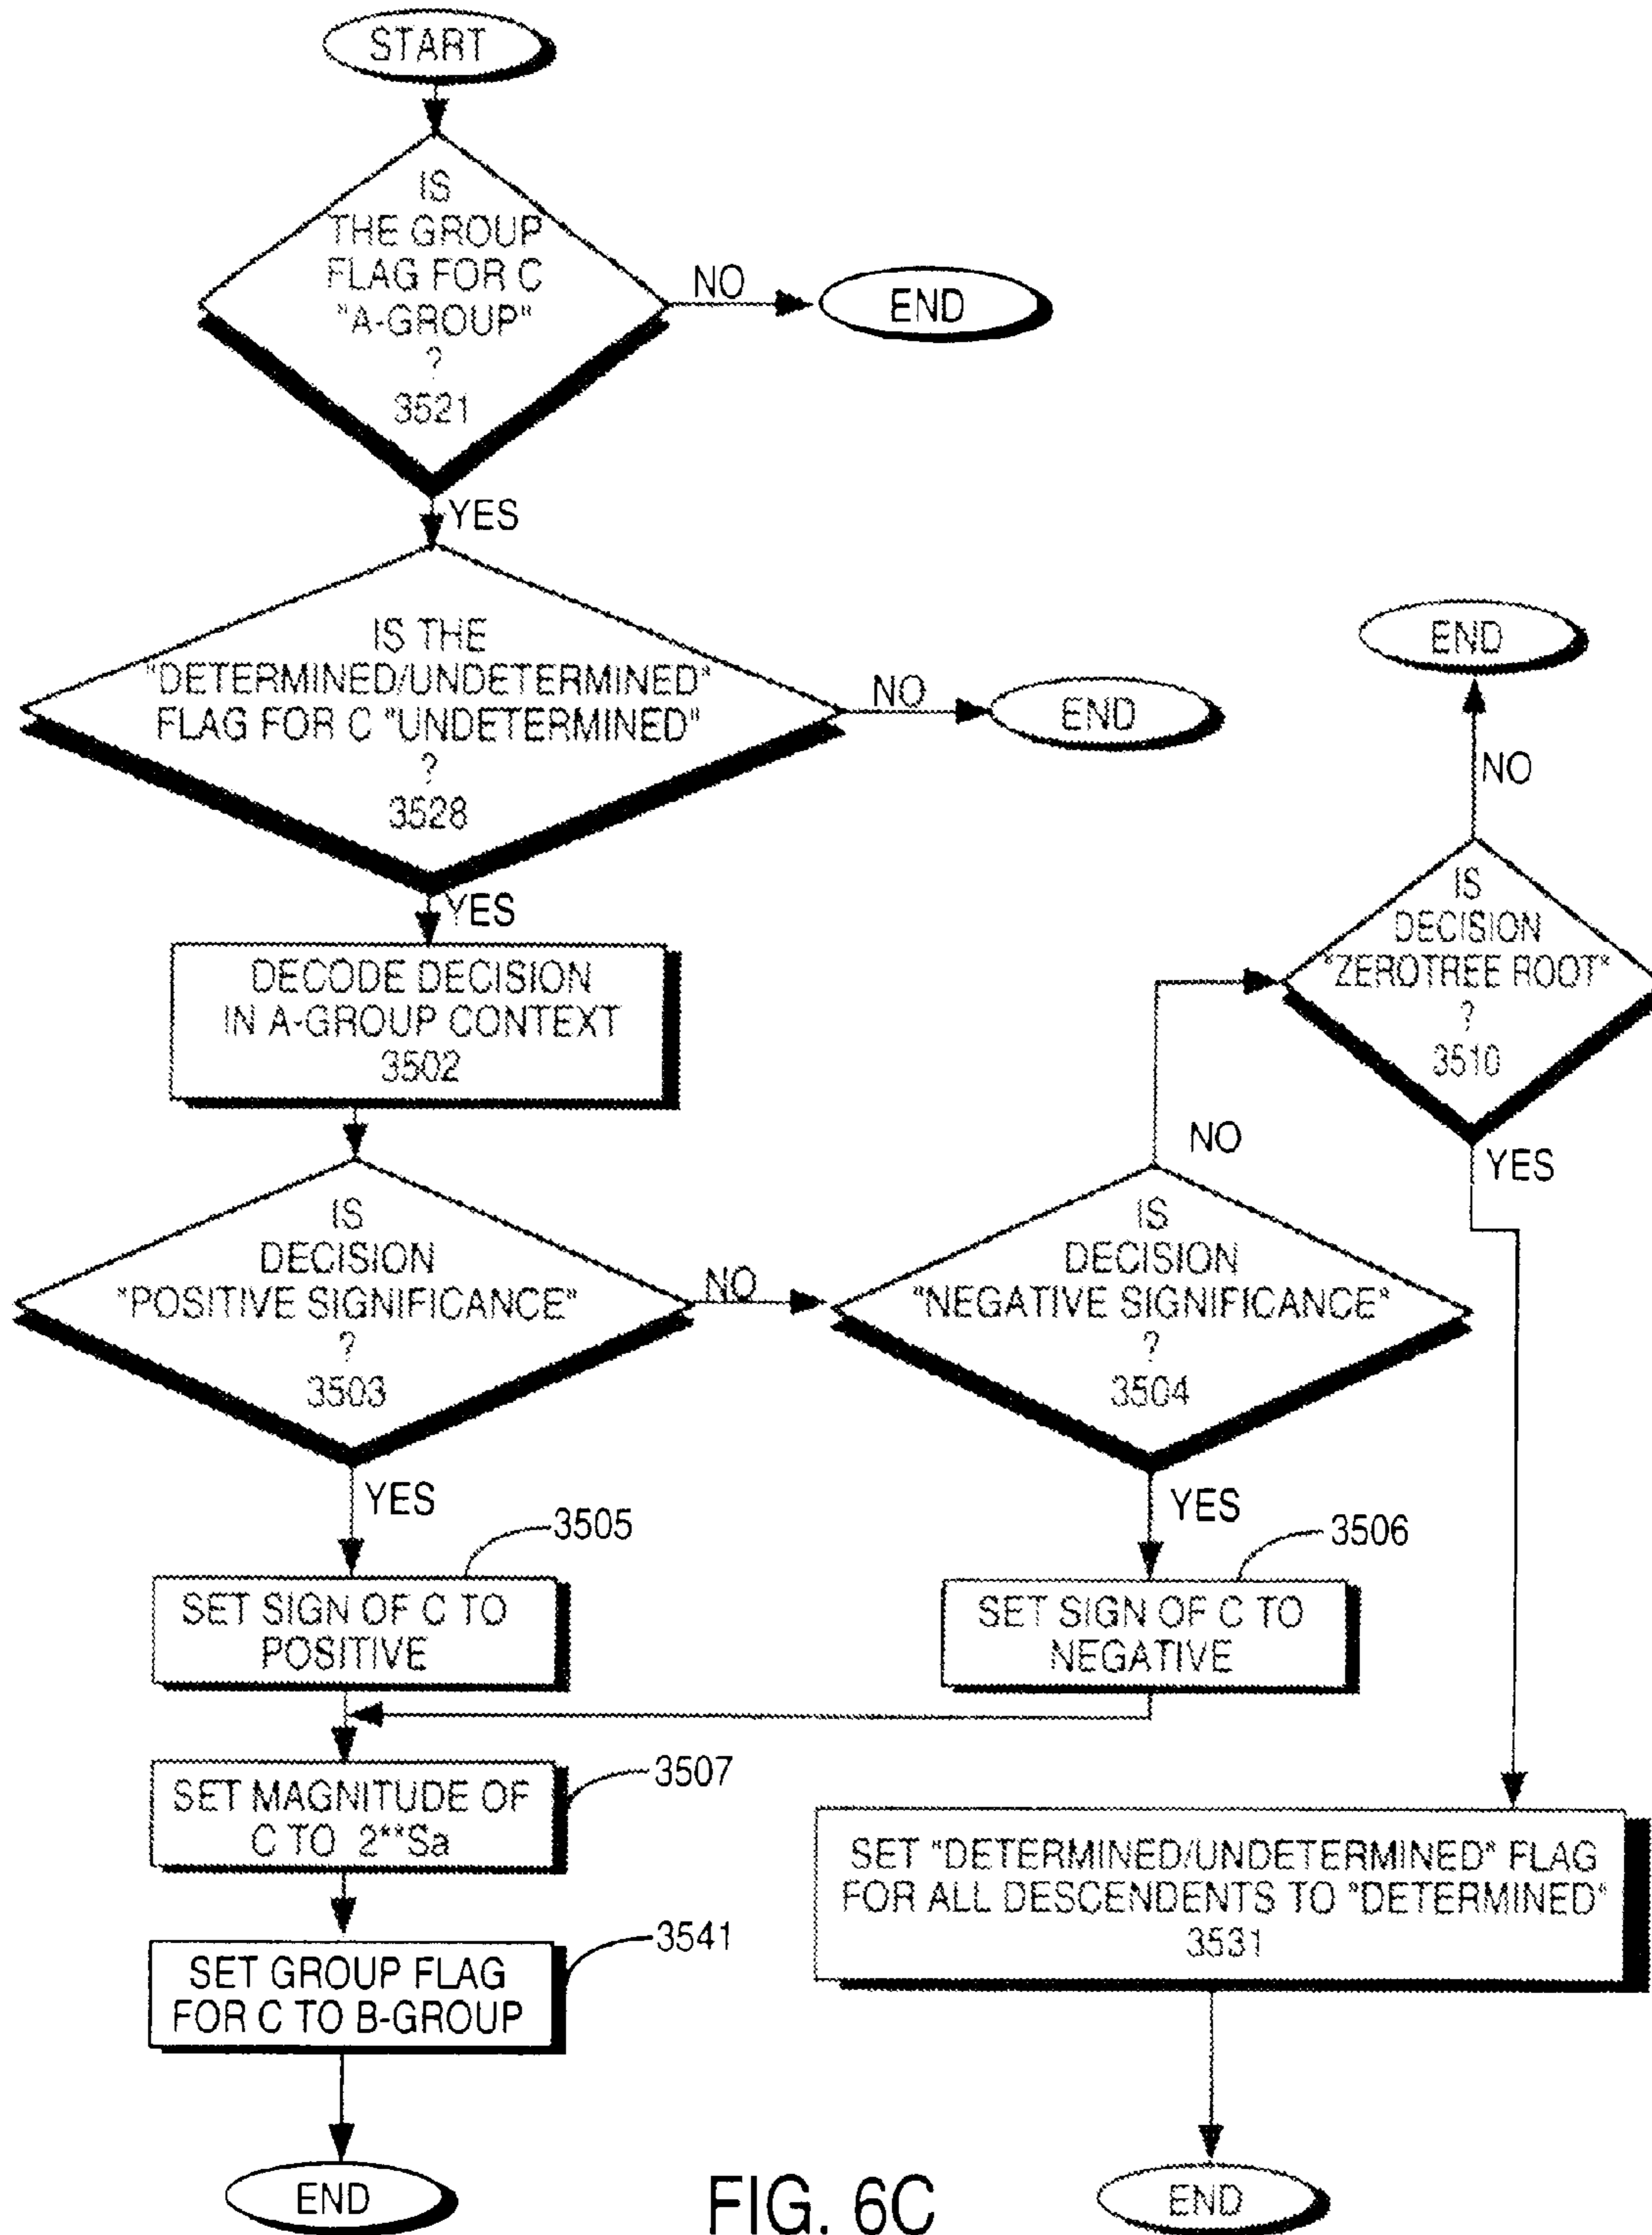 START
IS
THE GROUP
FLAG FOR C
"A-GROUP"
?
3521
NO
END
YES
IS THE
"DETERMINED/UNDETERMINED"
FLAG FOR C "UNDETERMINED"
?
3528
NO
END
YES
DECODE DECISION
IN A-GROUP CONTEXT
3502
IS
DECISION
"POSITIVE SIGNIFICANCE"
?
3503
NO
IS
DECISION
"NEGATIVE SIGNIFICANCE"
?
3504
NO
IS
DECISION
"ZEROTREE ROOT"
?
3510
NO
END
YES
YES
3505
SET SIGN OF C TO
POSITIVE
YES
3506
SET SIGN OF C TO
NEGATIVE
3507
SET MAGNITUDE OF
C TO 2**Sa
3541
SET GROUP FLAG
FOR C TO B-GROUP
END
SET "DETERMINED/UNDETERMINED" FLAG
FOR ALL DESCENDENTS TO "DETERMINED"
3531
END
FIG. 6C